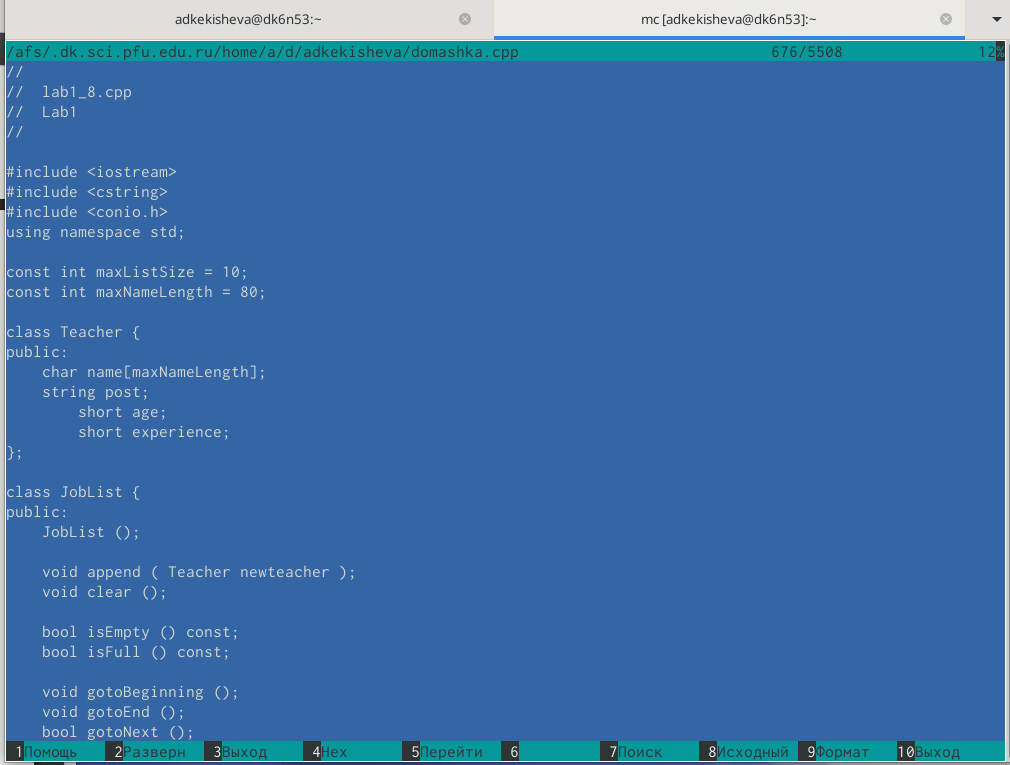 adkekisheva@dk6n53:~ mc [adkekisheva@dk6n53]:~
/afs/.dk.sci.pfu.edu.ru/home/a/d/adkekisheva/domashka.cpp 676/5508 12%
//
//  lab1_8.cpp
//  Lab1
//
#include <iostream>
#include <cstring>
#include <conio.h>
using namespace std;
const int maxListSize = 10;
const int maxNameLength = 80;
class Teacher {
public:
    char name[maxNameLength];
    string post;
        short age;
        short experience;
};
class JobList {
public:
    JobList ();
    void append ( Teacher newteacher );
    void clear ();
    bool isEmpty () const;
    bool isFull () const;
    void gotoBeginning ();
    void gotoEnd ();
    bool gotoNext ();
1Помощь 2Разверн 3Выход 4Hex 5Перейти 6 7Поиск 8Исходный 9Формат 10Выход